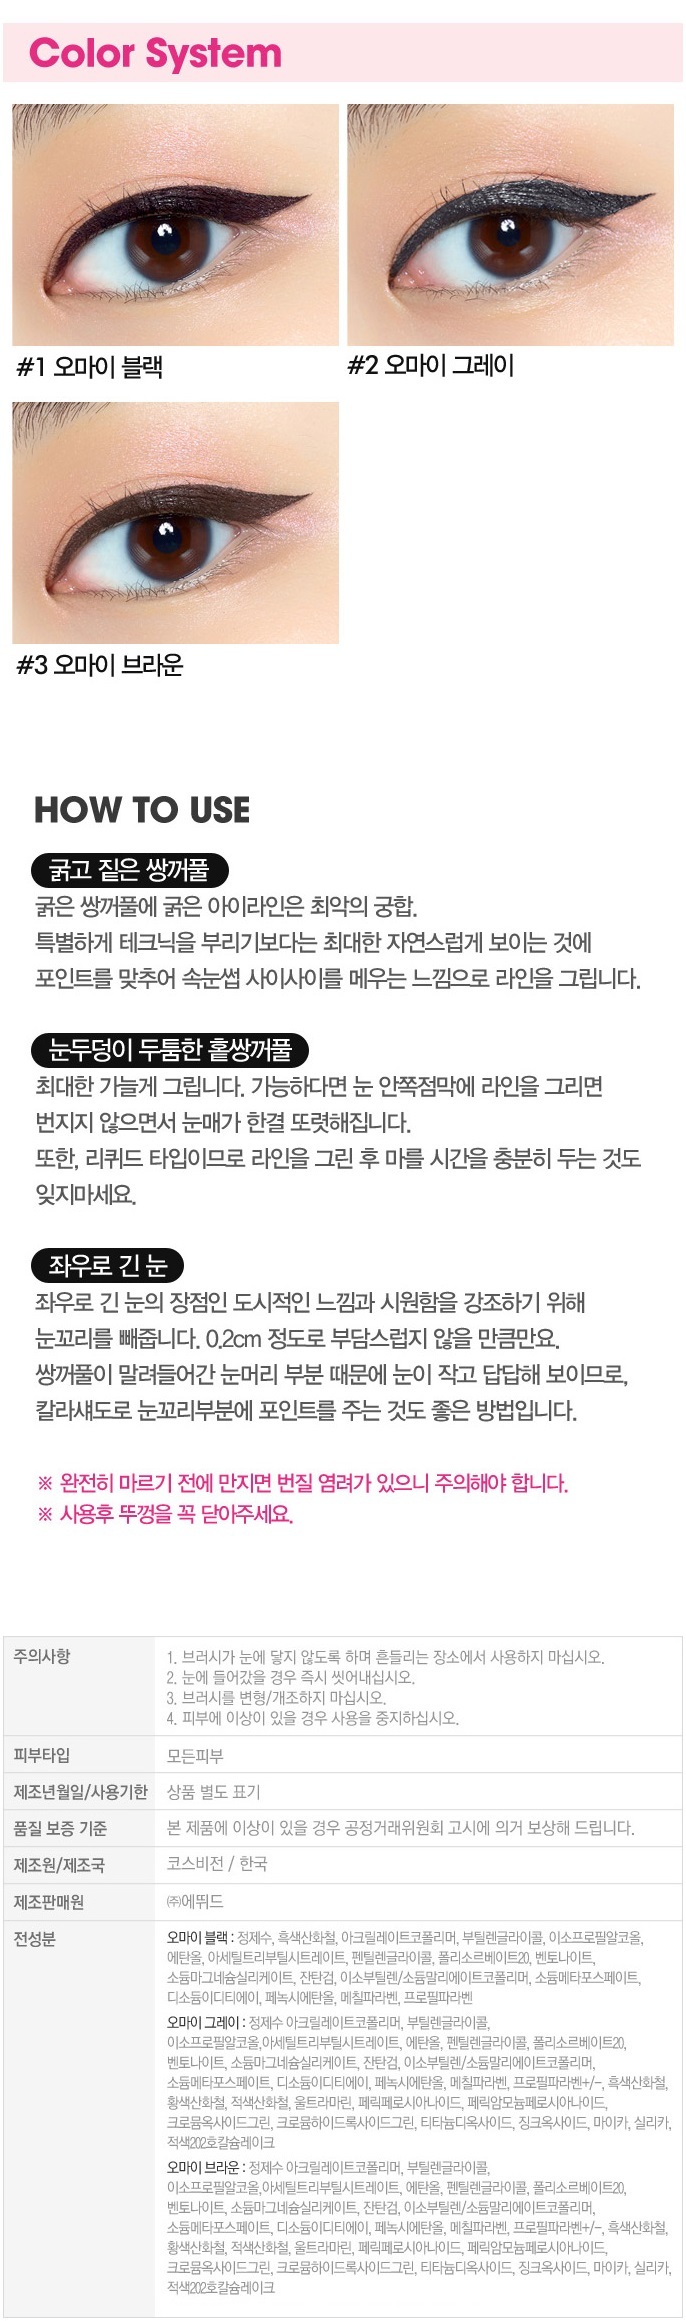 Color System
#1 오마이 블랙
#2 오마이 그레이
#3 오마이 브라운
HOW TO USE
굵고 짙은 쌍꺼풀
굵은 쌍꺼풀에 굵은 아이라인은 최악의 궁합.
특별하게 테크닉을 부리기보다는 최대한 자연스럽게 보이는 것에
포인트를 맞추어 속눈썹 사이사이를 메우는 느낌으로 라인을 그립니다.
눈두덩이 두툼한 홑쌍꺼풀
최대한 가늘게 그립니다. 가능하다면 눈 안쪽점막에 라인을 그리면
번지지 않으면서 눈매가 한결 또렷해집니다.
또한, 리퀴드 타입이므로 라인을 그린 후 마를 시간을 충분히 두는 것도
잊지마세요.
좌우로 긴 눈
좌우로 긴 눈의 장점인 도시적인 느낌과 시원함을 강조하기 위해
눈꼬리를 빼줍니다. 0.2cm 정도로 부담스럽지 않을 만큼만요.
쌍꺼풀이 말려들어간 눈머리 부분 때문에 눈이 작고 답답해 보이므로,
칼라섀도로 눈꼬리부분에 포인트를 주는 것도 좋은 방법입니다.
※ 완전히 마르기 전에 만지면 번질 염려가 있으니 주의해야 합니다.
※ 사용후 뚜껑을 꼭 닫아주세요.
주의사항
1. 브러시가 눈에 닿지 않도록 하며 흔들리는 장소에서 사용하지 마십시오.
2. 눈에 들어갔을 경우 즉시 씻어내십시오.
3. 브러시를 변형/개조하지 마십시오.
4. 피부에 이상이 있을 경우 사용을 중지하십시오.
피부타입
모든피부
제조년월일/사용기한
상품 별도 표기
품질 보증 기준
본 제품에 이상이 있을 경우 공정거래위원회 고시에 의거 보상해 드립니다.
제조원/제조국
코스비전 / 한국
제조판매원
㈜에뛰드
전성분
오마이 블랙 : 정제수, 흑색산화철, 아크릴레이트코폴리머, 부틸렌글라이콜, 이소프로필알코올,
에탄올, 아세틸트리부틸시트레이트, 펜틸렌글라이콜, 폴리소르베이트20, 벤토나이트,
소듐마그네슘실리케이트, 잔탄검, 이소부틸렌/소듐말리에이트코폴리머, 소듐메타포스페이트,
디소듐이디티에이, 페녹시에탄올, 메칠파라벤, 프로필파라벤
오마이 그레이 : 정제수 아크릴레이트코폴리머, 부틸렌글라이콜,
이소프로필알코올,아세틸트리부틸시트레이트, 에탄올, 펜틸렌글라이콜, 폴리소르베이트20,
벤토나이트, 소듐마그네슘실리케이트, 잔탄검, 이소부틸렌/소듐말리에이트코폴리머,
소듐메타포스페이트, 디소듐이디티에이, 페녹시에탄올, 메칠파라벤, 프로필파라벤+/-, 흑색산화철,
황색산화철, 적색산화철, 울트라마린, 페릭페로시아나이드, 페릭암모늄페로시아나이드,
크로뮴옥사이드그린, 크로뮴하이드록사이드그린, 티타늄디옥사이드, 징크옥사이드, 마이카, 실리카,
적색202호칼슘레이크
오마이 브라운 : 정제수 아크릴레이트코폴리머, 부틸렌글라이콜,
이소프로필알코올,아세틸트리부틸시트레이트, 에탄올, 펜틸렌글라이콜, 폴리소르베이트20,
벤토나이트, 소듐마그네슘실리케이트, 잔탄검, 이소부틸렌/소듐말리에이트코폴리머,
소듐메타포스페이트, 디소듐이디티에이, 페녹시에탄올, 메칠파라벤, 프로필파라벤+/-, 흑색산화철,
황색산화철, 적색산화철, 울트라마린, 페릭페로시아나이드, 페릭암모늄페로시아나이드,
크로뮴옥사이드그린, 크로뮴하이드록사이드그린, 티타늄디옥사이드, 징크옥사이드, 마이카, 실리카,
적색202호칼슘레이크